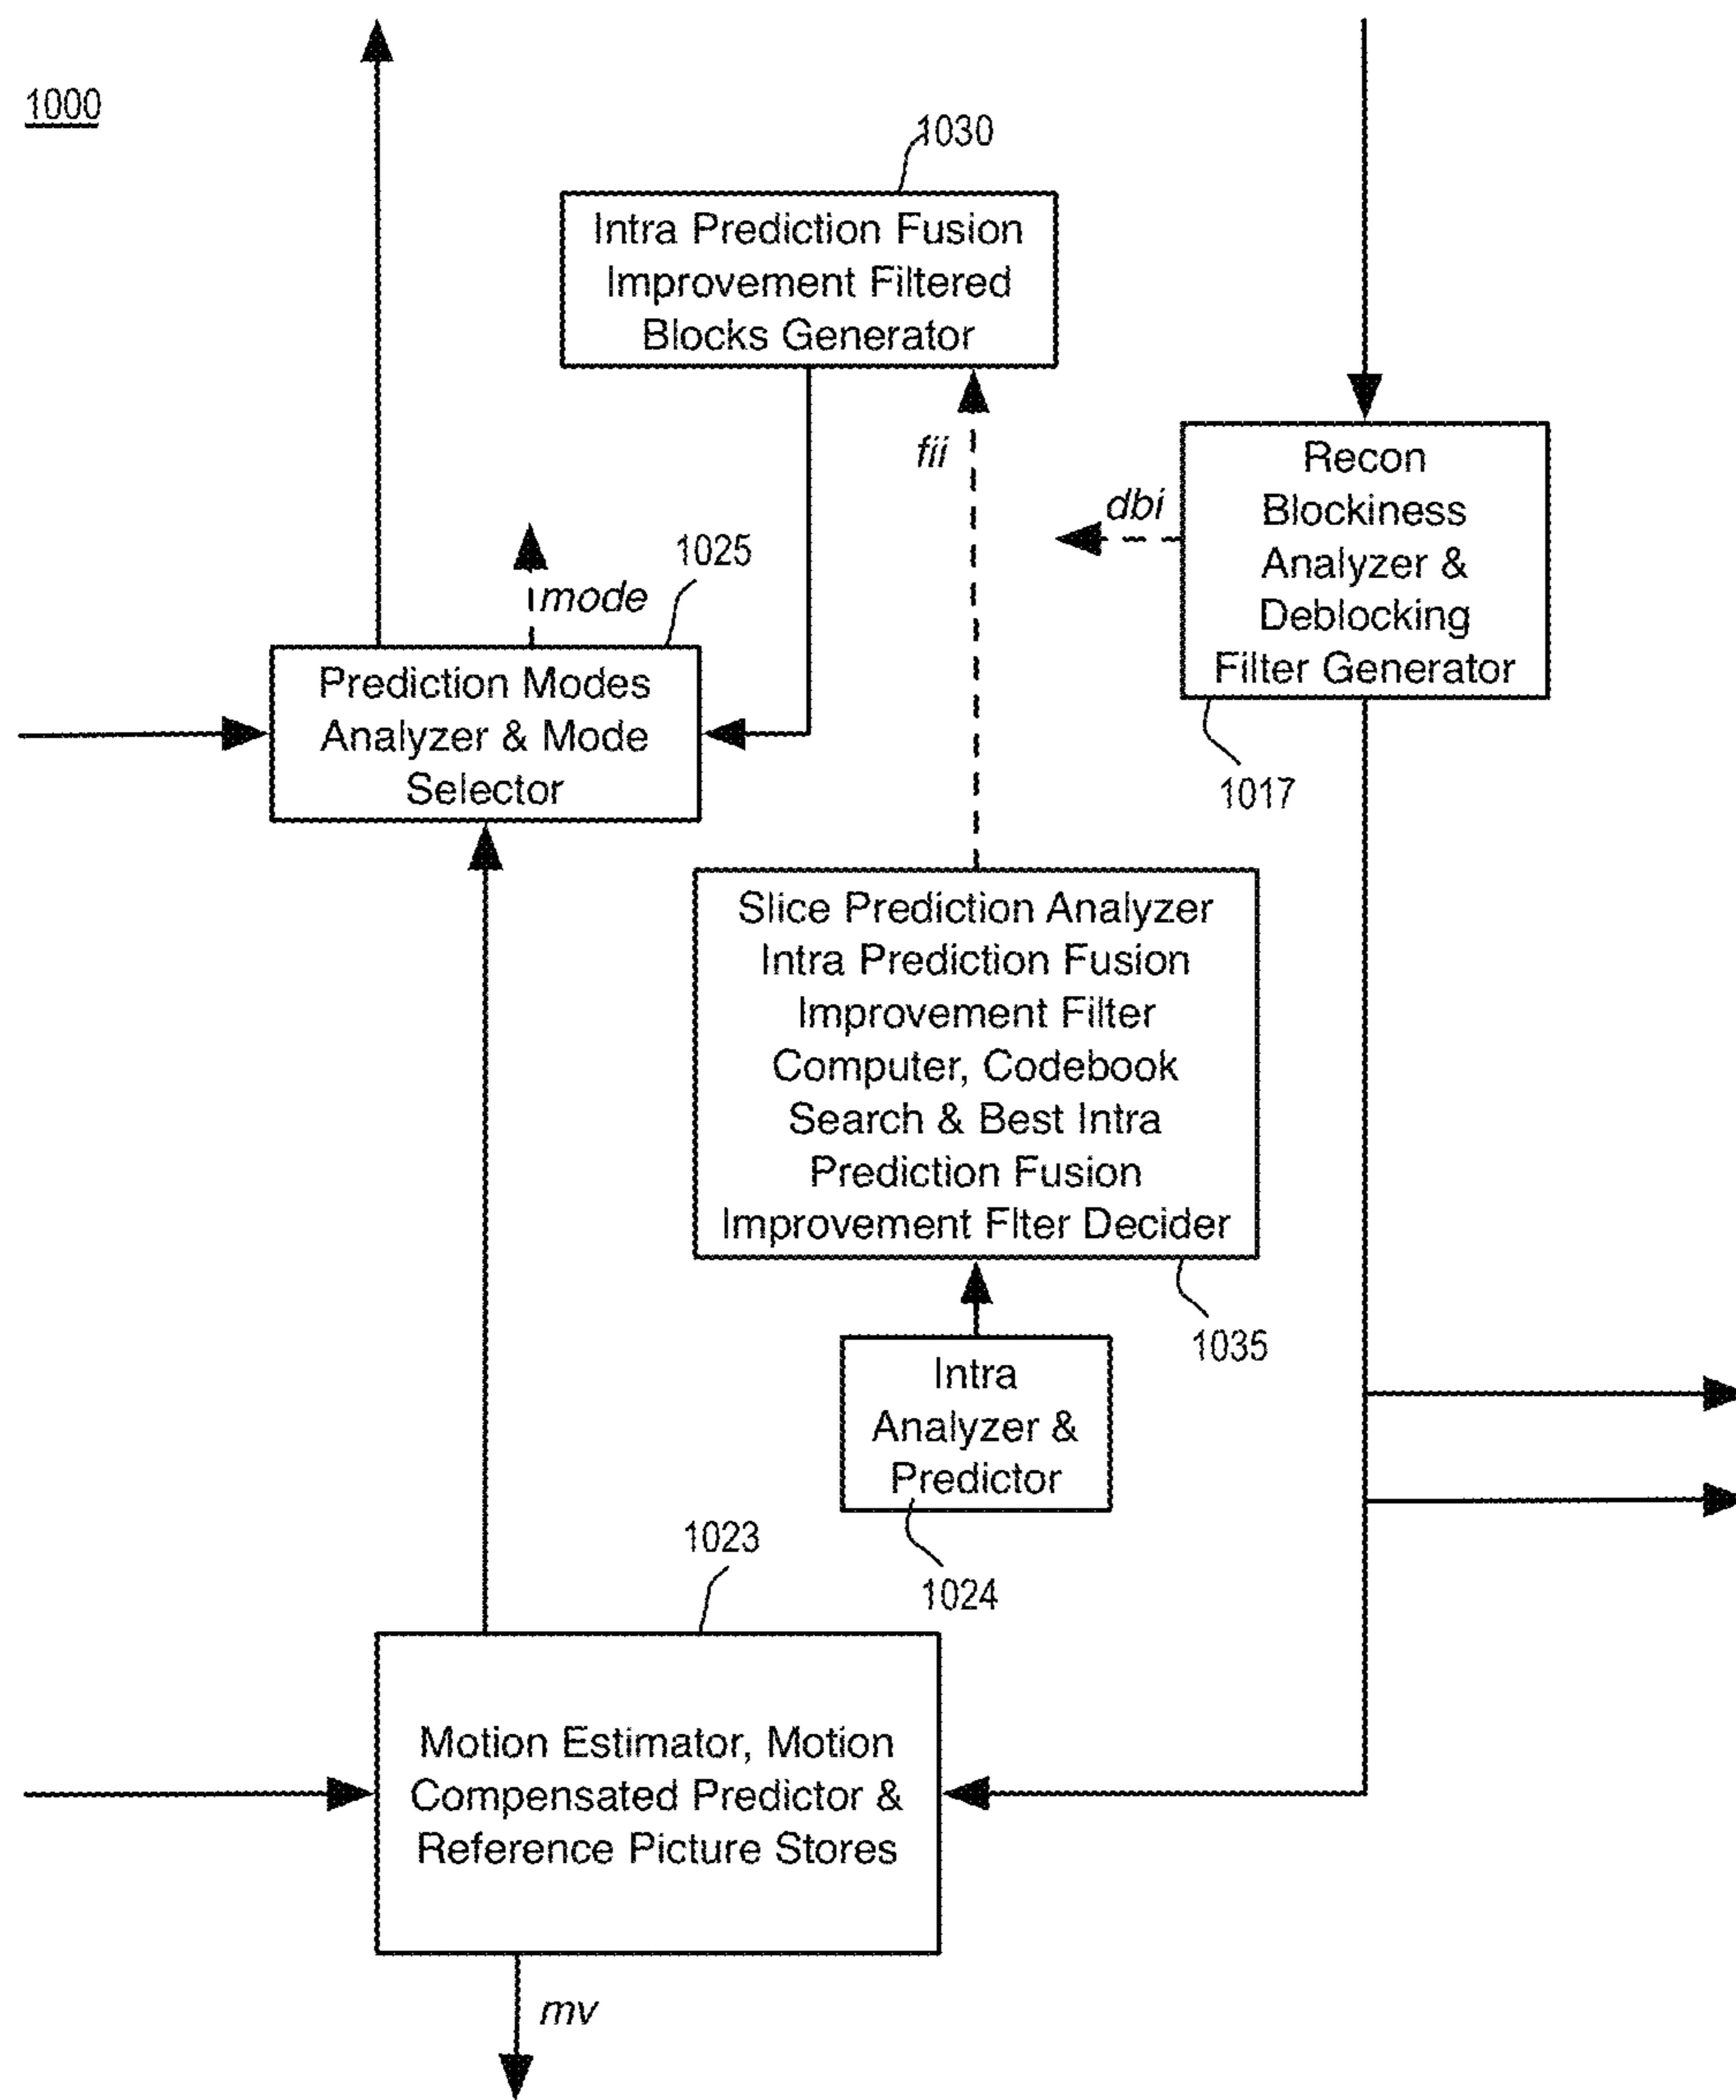 1000
1030
Intra Prediction Fusion
Improvement Filtered
Blocks Generator
fii
Recon
Blockiness
Analyzer &
Deblocking
Filter Generator
dbi
1017
mode
1025
Prediction Modes
Analyzer & Mode
Selector
Slice Prediction Analyzer
Intra Prediction Fusion
Improvement Filter
Computer, Codebook
Search & Best Intra
Prediction Fusion
Improvement Flter Decider
1035
Intra
Analyzer &
Predictor
1024
1023
Motion Estimator, Motion
Compensated Predictor &
Reference Picture Stores
mv